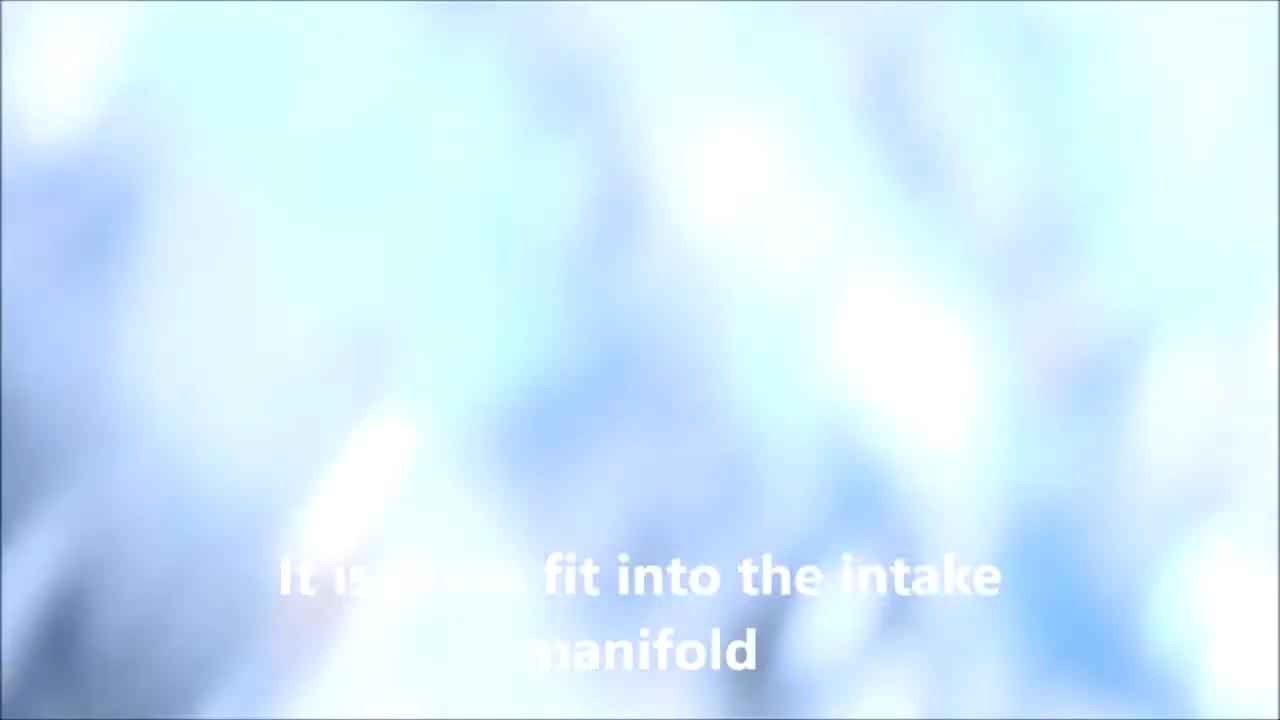 It is fit into the intake
manifold